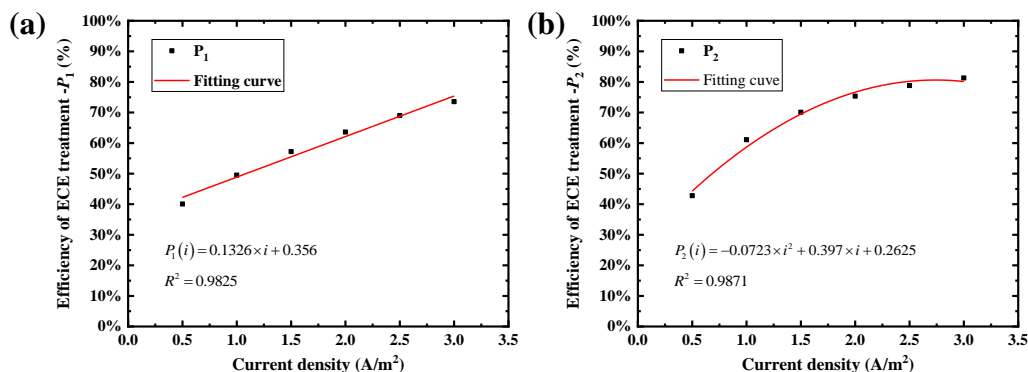 (a)
100%
90%
80%
70%
60%
50%
40%
30%
20%
10%
0%
Efficiency of ECE treatment -P₁ (%)
P₁
Fitting curve
P₁(i) = 0.1326×i + 0.356
R² = 0.9825
0.0 0.5 1.0 1.5 2.0 2.5 3.0 3.5
Current density (A/m²)
(b)
100%
90%
80%
70%
60%
50%
40%
30%
20%
10%
0%
Efficiency of ECE treatment -P₂ (%)
P₂
Fitting cuve
P₂(i) = −0.0723×i² + 0.397×i + 0.2625
R² = 0.9871
0.0 0.5 1.0 1.5 2.0 2.5 3.0 3.5
Current density (A/m²)